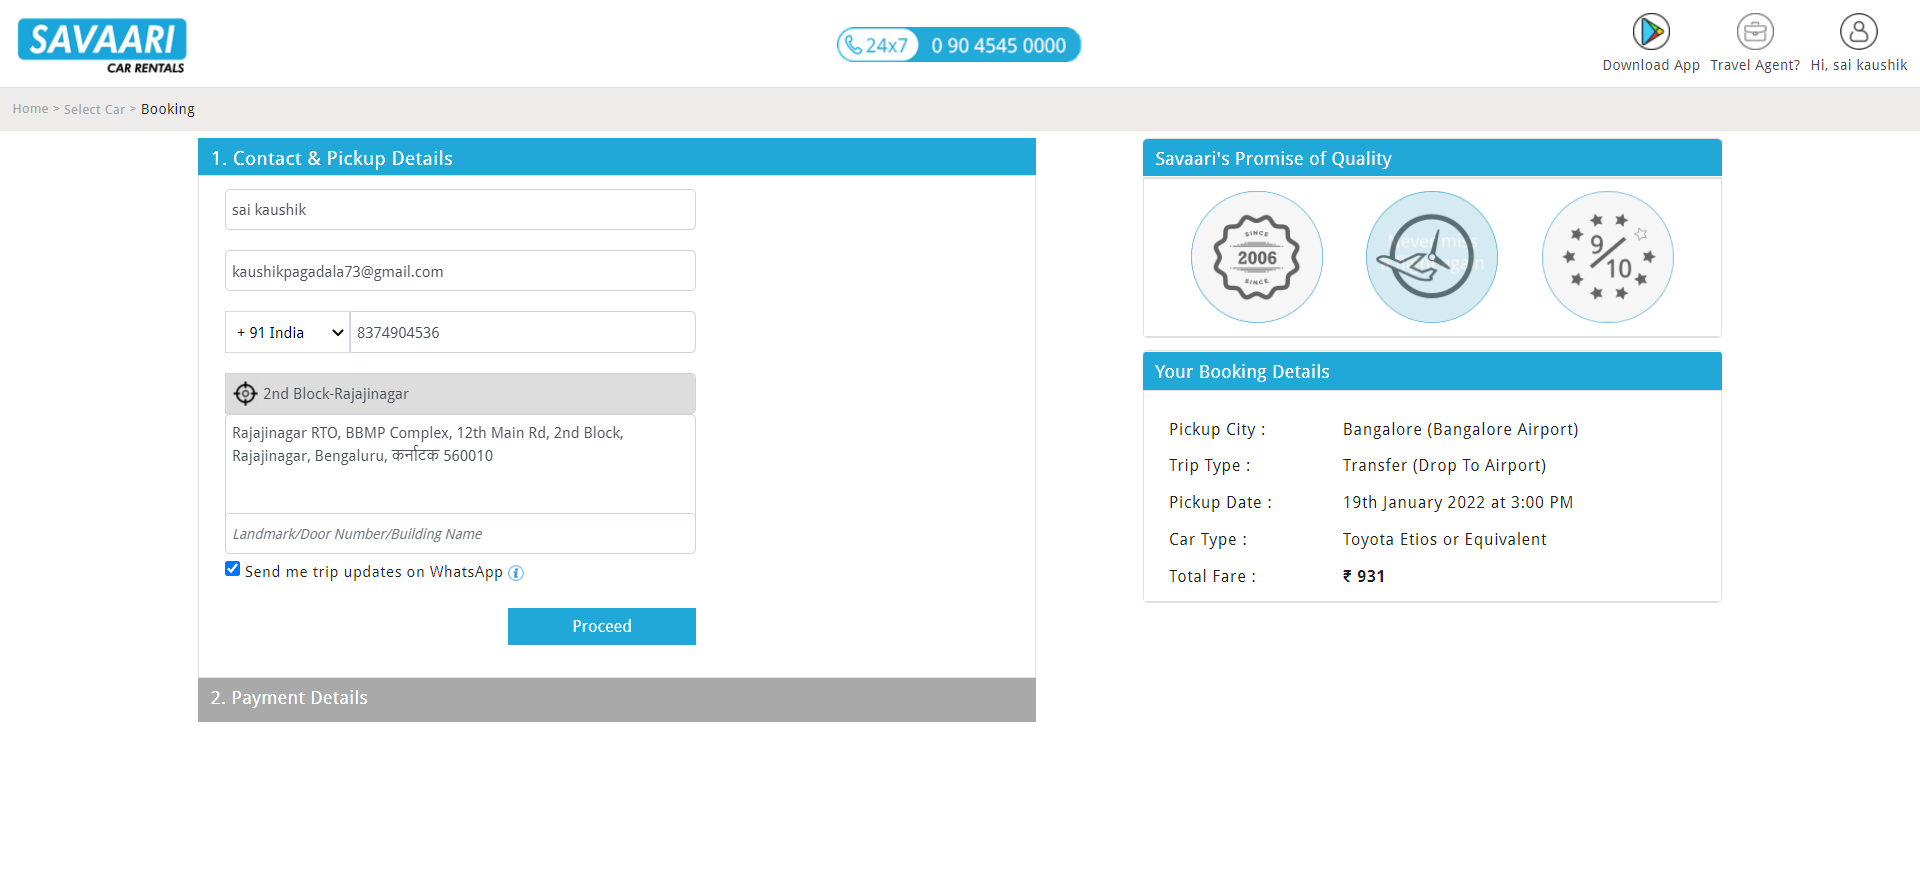 SAVAARI
CAR RENTALS
24x7 0 90 4545 0000
Download App
Travel Agent?
Hi, sai kaushik
Home > Select Car > Booking
1. Contact & Pickup Details
sai kaushik
kaushikpagadala73@gmail.com
+ 91 India
8374904536
2nd Block-Rajajinagar
Rajajinagar RTO, BBMP Complex, 12th Main Rd, 2nd Block,
Rajajinagar, Bengaluru, कर्नाटक 560010
Landmark/Door Number/Building Name
Send me trip updates on WhatsApp
Proceed
2. Payment Details
Savaari's Promise of Quality
SINCE
2006
SINCE
Never miss
9/10
Your Booking Details
Pickup City : Bangalore (Bangalore Airport)
Trip Type : Transfer (Drop To Airport)
Pickup Date : 19th January 2022 at 3:00 PM
Car Type : Toyota Etios or Equivalent
Total Fare : ₹ 931